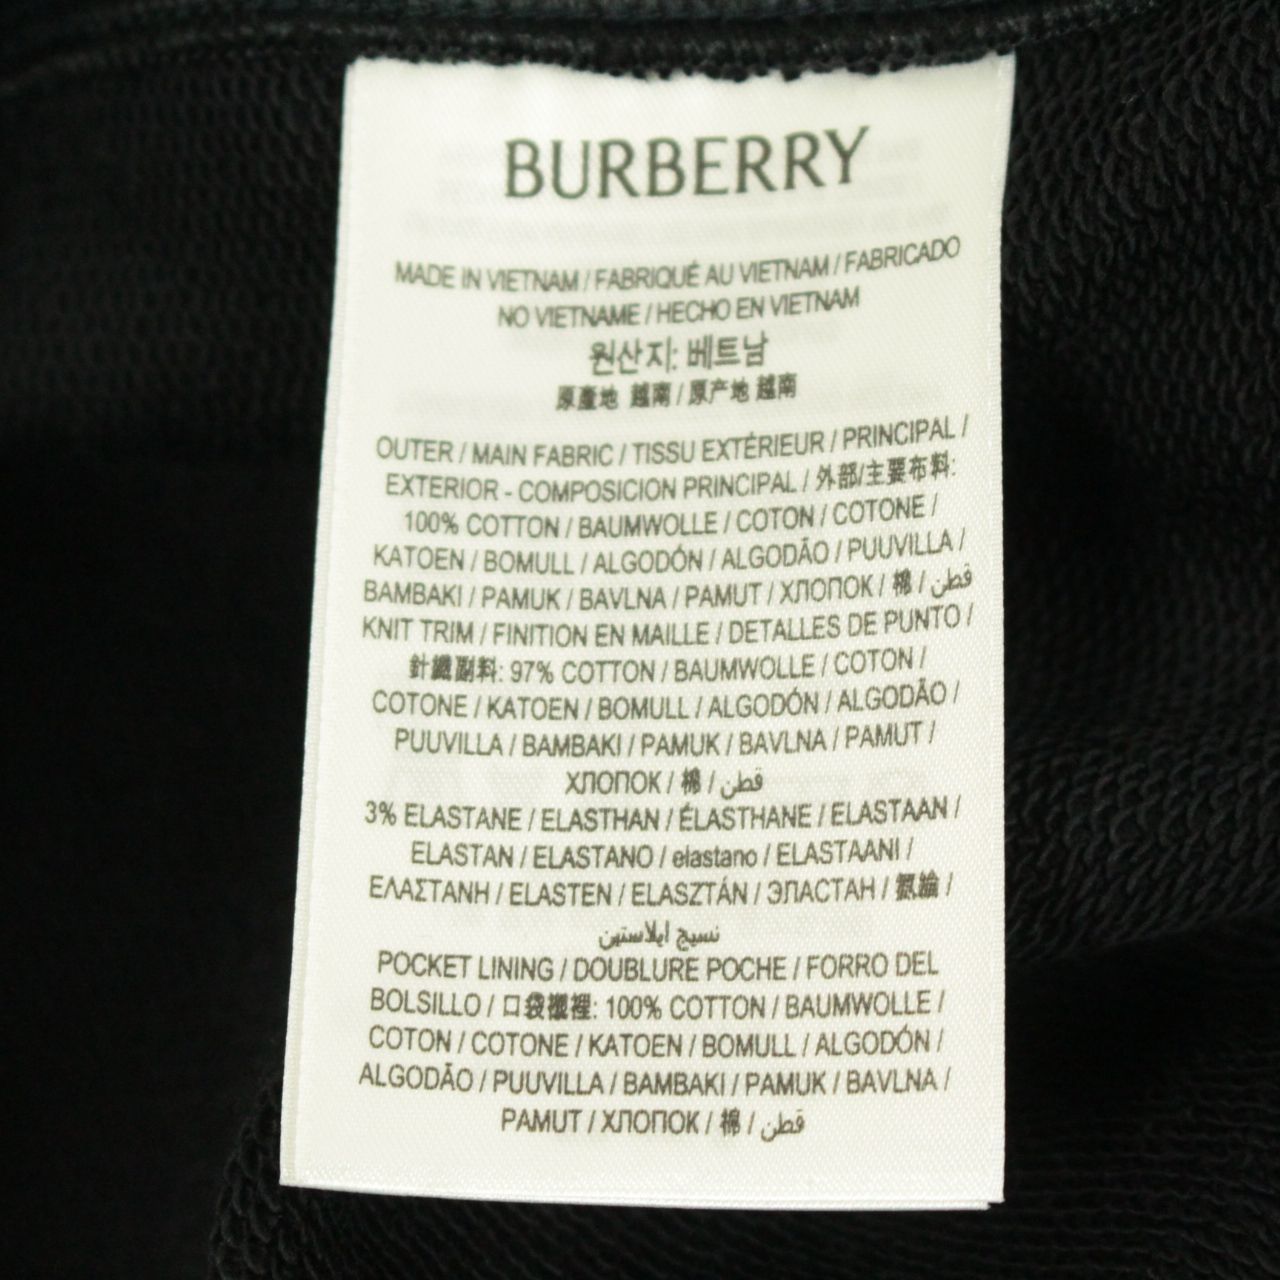 BURBERRY
MADE IN VIETNAM / FABRIQUÉ AU VIETNAM / FABRICADO
NO VIETNAME / HECHO EN VIETNAM
원산지: 베트남
原產地 越南 / 原产地 越南
OUTER / MAIN FABRIC / TISSU EXTÉRIEUR / PRINCIPAL /
EXTERIOR - COMPOSICION PRINCIPAL / 外部/主要布料:
100% COTTON / BAUMWOLLE / COTON / COTONE /
KATOEN / BOMULL / ALGODÓN / ALGODÃO / PUUVILLA /
BAMBAKI / PAMUK / BAVLNA / PAMUT / ХЛОПОК / 棉 / قطن
KNIT TRIM / FINITION EN MAILLE / DETALLES DE PUNTO /
針織副料: 97% COTTON / BAUMWOLLE / COTON /
COTONE / KATOEN / BOMULL / ALGODÓN / ALGODÃO /
PUUVILLA / BAMBAKI / PAMUK / BAVLNA / PAMUT /
ХЛОПОК / 棉 / قطن
3% ELASTANE / ELASTHAN / ÉLASTHANE / ELASTAAN /
ELASTAN / ELASTANO / elastano / ELASTAANI /
ΕΛΑΣΤΑΝΗ / ELASTEN / ELASZTÁN / ЭЛАСТАН / 氨綸 /
نسيج ايلاستين
POCKET LINING / DOUBLURE POCHE / FORRO DEL
BOLSILLO / 口袋襯裡: 100% COTTON / BAUMWOLLE /
COTON / COTONE / KATOEN / BOMULL / ALGODÓN /
ALGODÃO / PUUVILLA / BAMBAKI / PAMUK / BAVLNA /
PAMUT / ХЛОПОК / 棉 / قطن